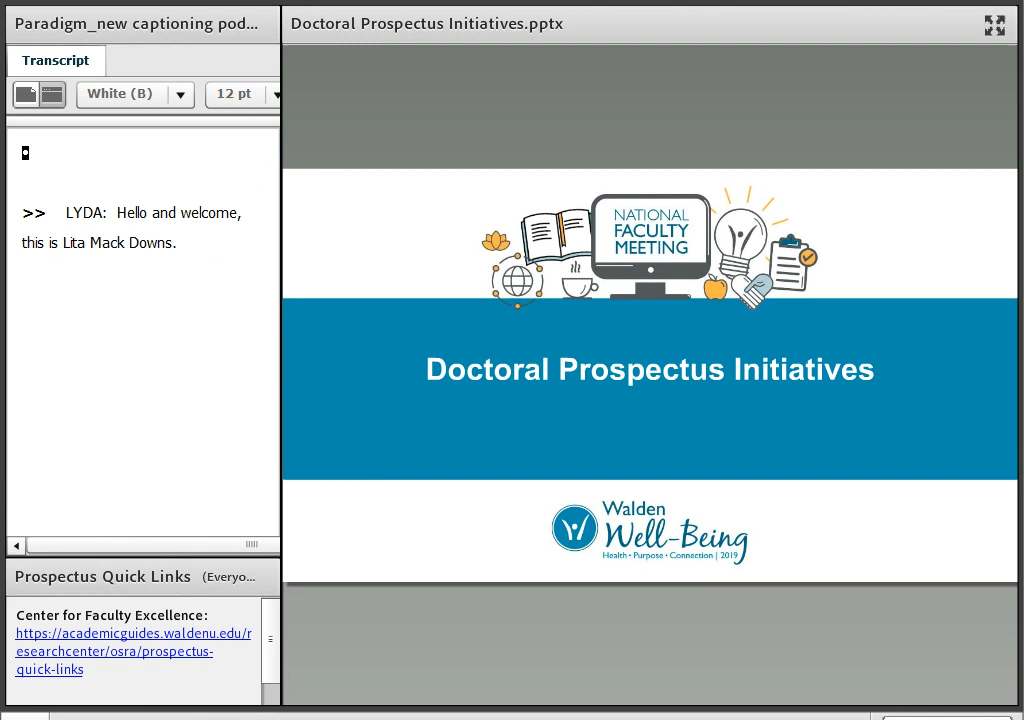 Paradigm_new captioning pod...
Transcript
White (B)
12 pt
>> LYDA: Hello and welcome,
this is Lita Mack Downs.
Prospectus Quick Links (Everyo...
Center for Faculty Excellence:
https://academicguides.waldenu.edu/r
esearchcenter/osra/prospectus-
quick-links
Doctoral Prospectus Initiatives.pptx
NATIONAL
FACULTY
MEETING
Doctoral Prospectus Initiatives
Walden
Well-Being
Health • Purpose • Connection | 2019